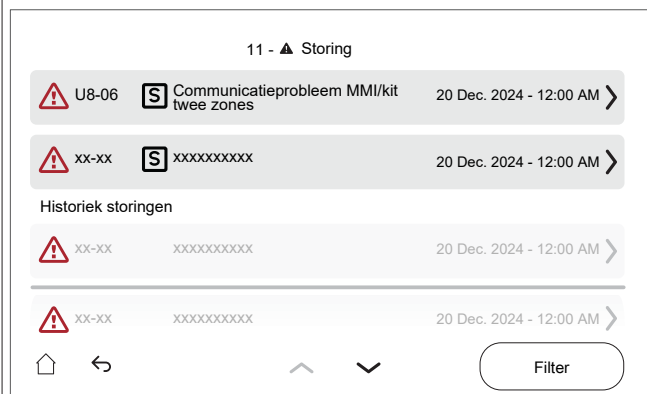 11 - Storing
U8-06 S Communicatieprobleem MMI/kit twee zones 20 Dec. 2024 - 12:00 AM
xx-xx S xxxxxxxxxx 20 Dec. 2024 - 12:00 AM
Historiek storingen
xx-xx xxxxxxxxxx 20 Dec. 2024 - 12:00 AM
xx-xx xxxxxxxxxx 20 Dec. 2024 - 12:00 AM
Filter